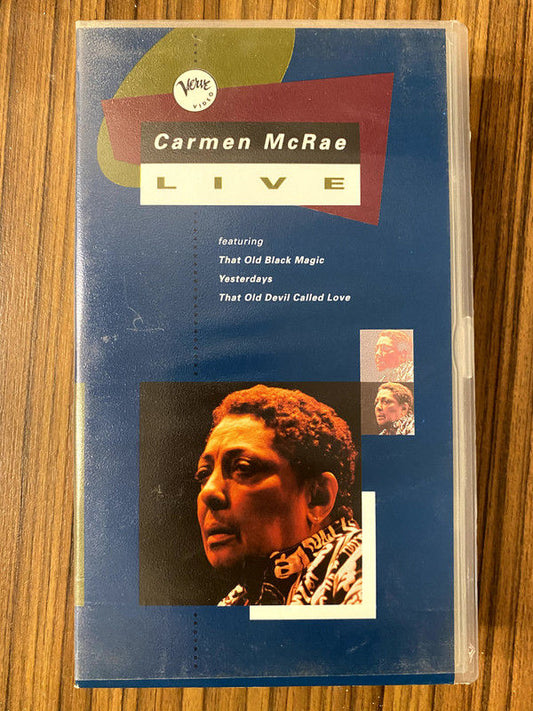 Verve
VIDEO
Carmen McRae
LIVE
featuring
That Old Black Magic
Yesterdays
That Old Devil Called Love